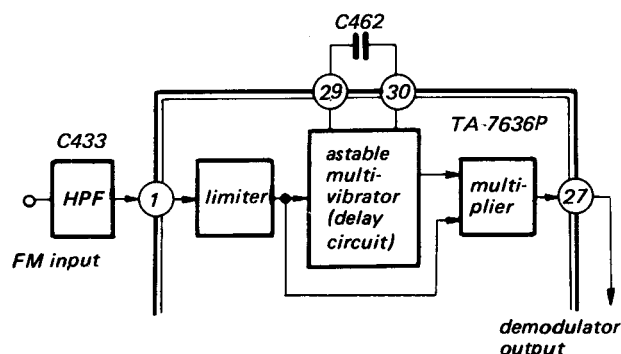 C462
29
30
TA-7636P
C433
HPF
1
limiter
astable
multi-
vibrator
(delay
circuit)
multi-
plier
27
FM input
demodulator
output